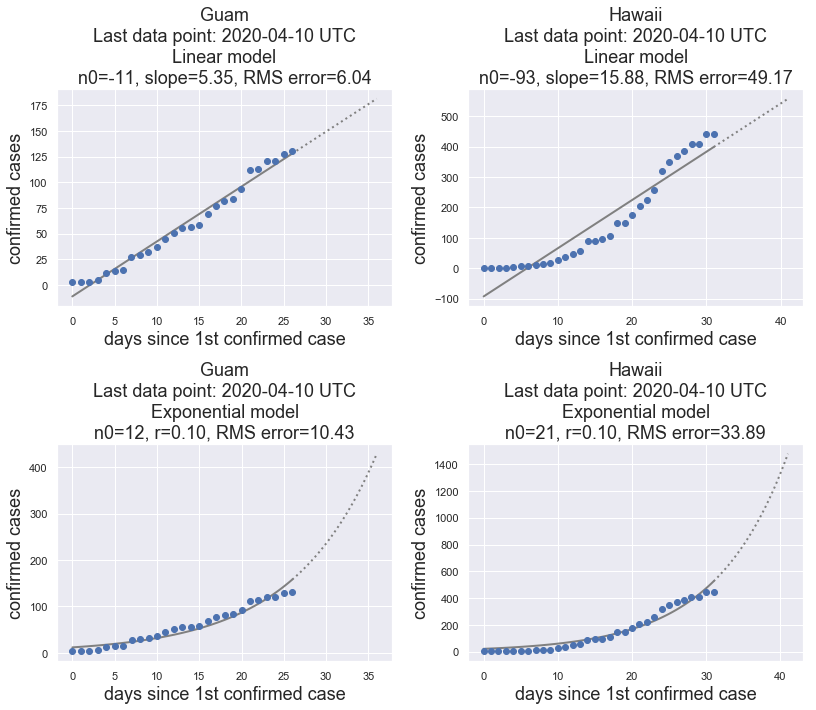 Guam
Last data point: 2020-04-10 UTC
Linear model
n0=-11, slope=5.35, RMS error=6.04
175
150
125
100
75
50
25
0
confirmed cases
0 5 10 15 20 25 30 35
days since 1st confirmed case
Hawaii
Last data point: 2020-04-10 UTC
Linear model
n0=-93, slope=15.88, RMS error=49.17
500
400
300
200
100
0
−100
confirmed cases
0 10 20 30 40
days since 1st confirmed case
Guam
Last data point: 2020-04-10 UTC
Exponential model
n0=12, r=0.10, RMS error=10.43
400
300
200
100
0
confirmed cases
0 5 10 15 20 25 30 35
days since 1st confirmed case
Hawaii
Last data point: 2020-04-10 UTC
Exponential model
n0=21, r=0.10, RMS error=33.89
1400
1200
1000
800
600
400
200
0
confirmed cases
0 10 20 30 40
days since 1st confirmed case